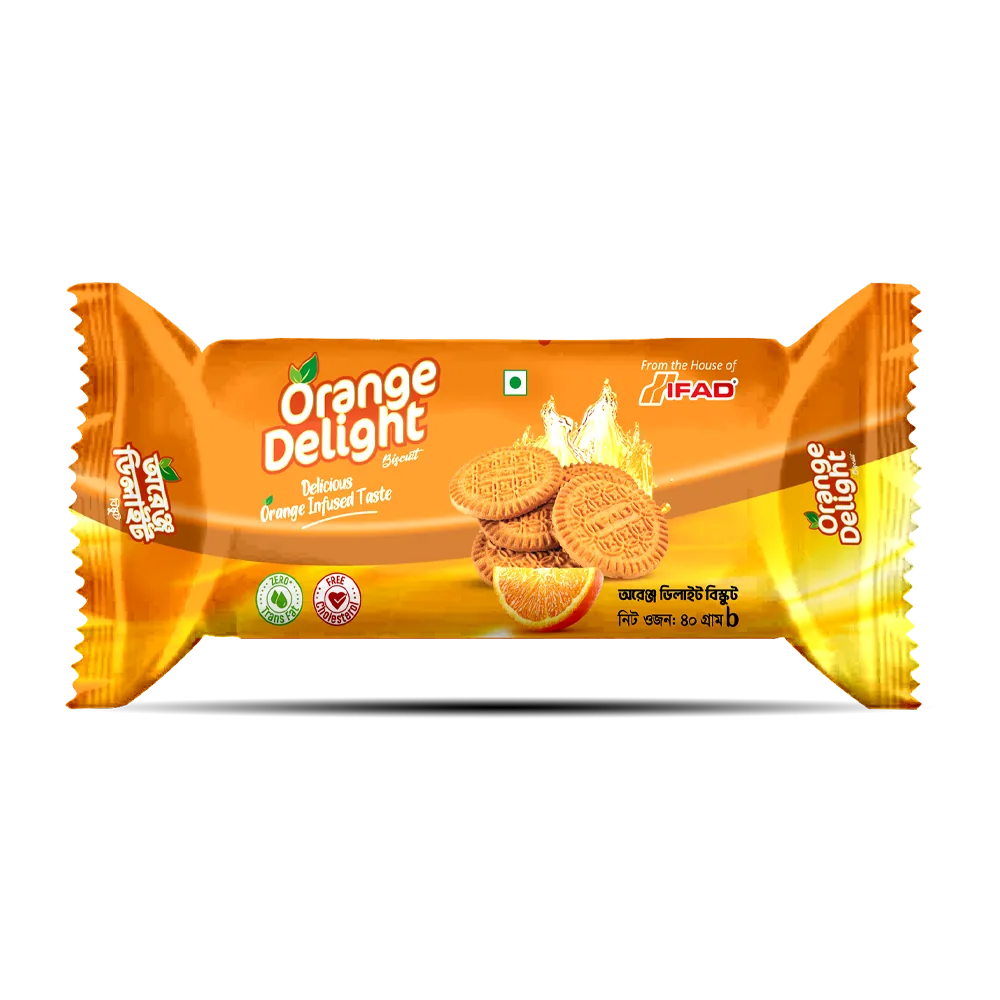 Orange
Delight
Biscuit
Delicious
Orange Infused Taste
From the House of
IFAD
ZERO
Trans Fat
FREE
Cholesterol
অরেঞ্জ ডিলাইট বিস্কুট
নিট ওজন: ৪০ গ্রাম b
অরেঞ্জ
ডিলাইট
বিস্কুট
Orange
Delight
Biscuit